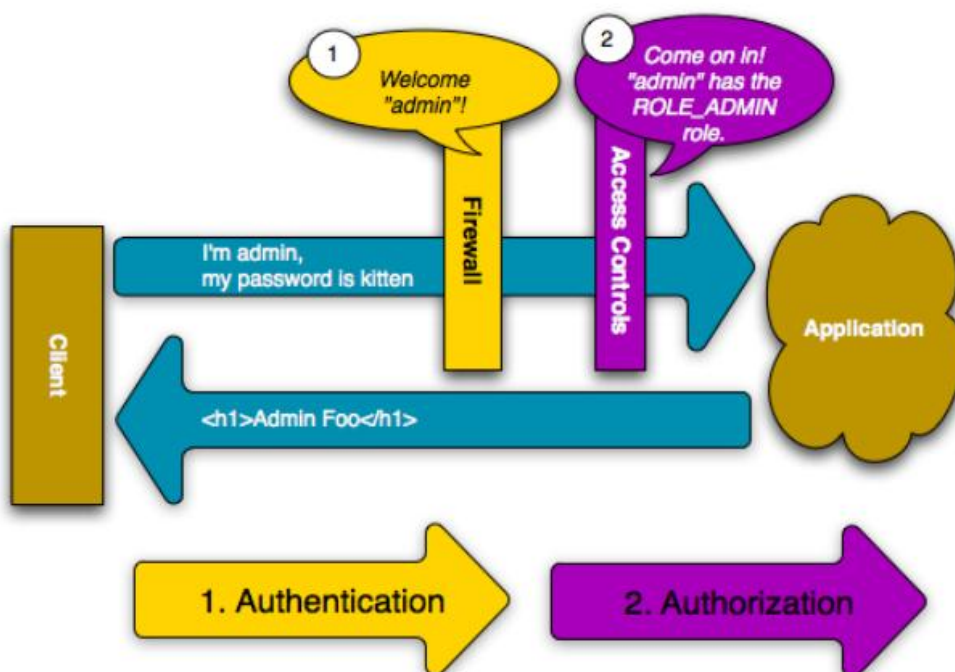 1
Welcome
"admin"!
2
Come on in!
"admin" has the
ROLE_ADMIN
role.
Firewall
Access Controls
I'm admin,
my password is kitten
Client
Application
<h1>Admin Foo</h1>
1. Authentication
2. Authorization